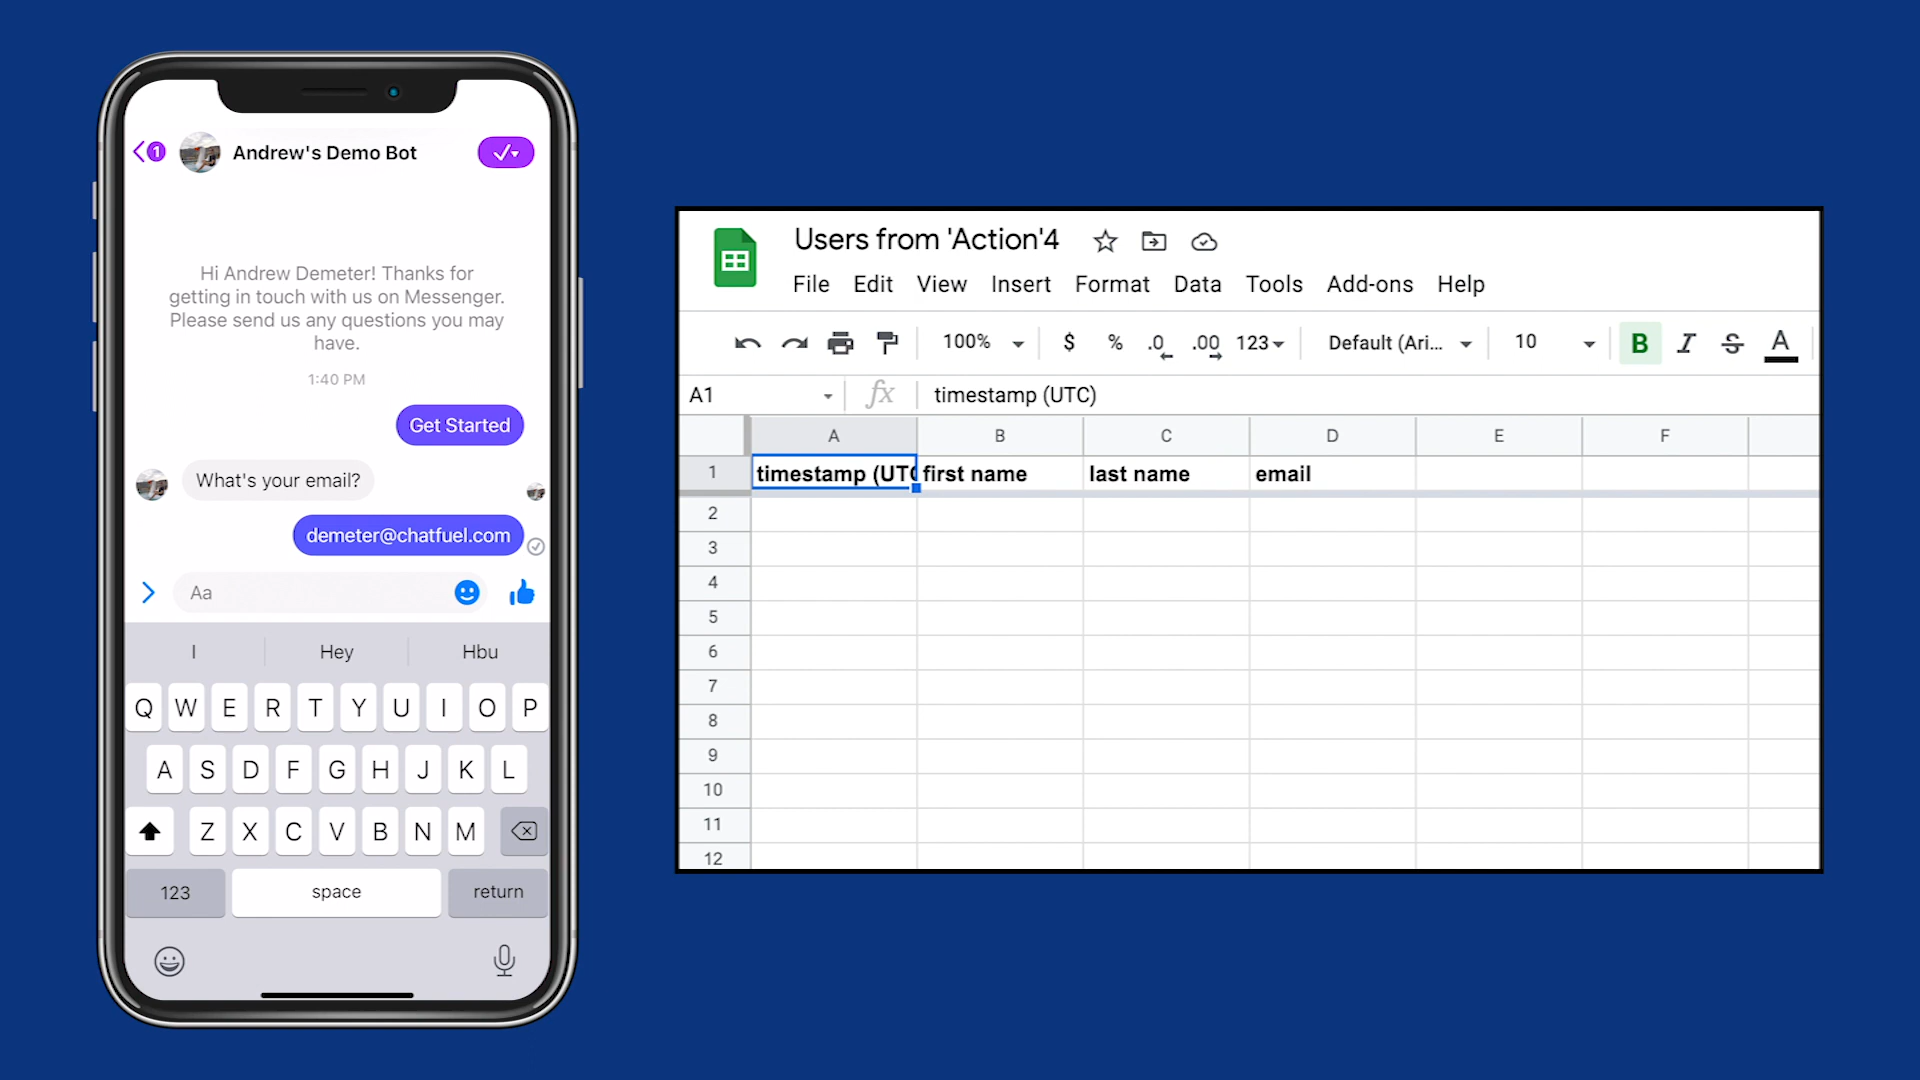 1
Andrew's Demo Bot
Hi Andrew Demeter! Thanks for
getting in touch with us on Messenger.
Please send us any questions you may
have.
1:40 PM
Get Started
What's your email?
demeter@chatfuel.com
Aa
I Hey Hbu
Q W E R T Y U I O P
A S D F G H J K L
Z X C V B N M
123 space return
Users from 'Action'4
File Edit View Insert Format Data Tools Add-ons Help
100% $ % .0 .00 123 Default (Ari... 10 B I S A
A1 fx timestamp (UTC)
A B C D E F
1 timestamp (UTC first name last name email
2
3
4
5
6
7
8
9
10
11
12